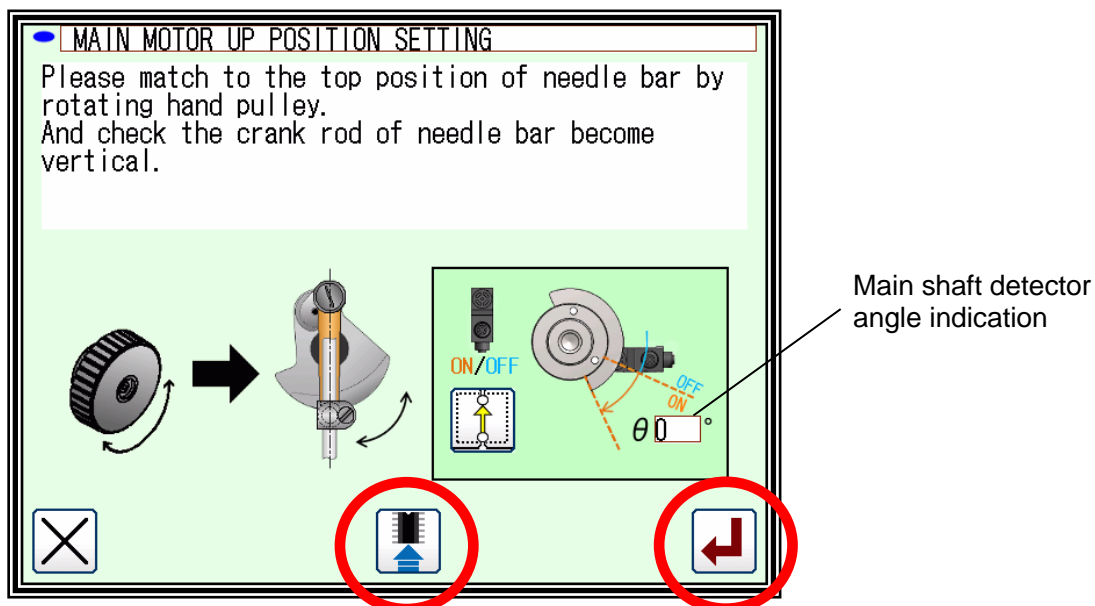 MAIN MOTOR UP POSITION SETTING
Please match to the top position of needle bar by
rotating hand pulley.
And check the crank rod of needle bar become
vertical.
ON/OFF
OFF
ON
θ 0 °
Main shaft detector
angle indication